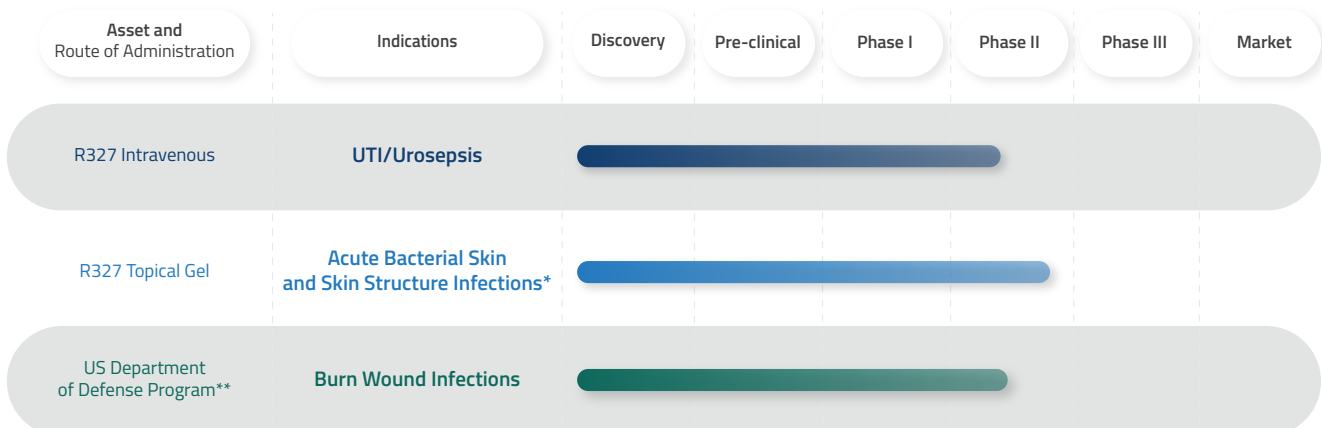 Asset and
Route of Administration
Indications
Discovery
Pre-clinical
Phase I
Phase II
Phase III
Market
R327 Intravenous
UTI/Urosepsis
R327 Topical Gel
Acute Bacterial Skin
and Skin Structure Infections*
US Department
of Defense Program**
Burn Wound Infections